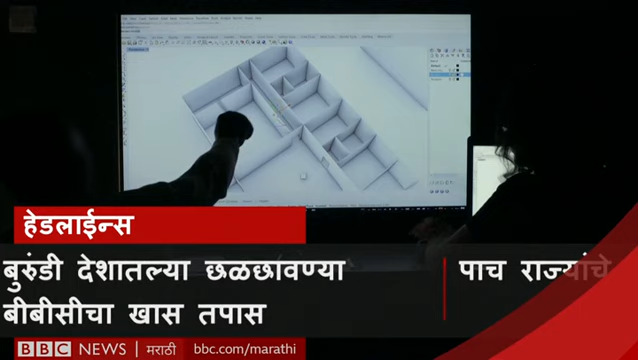 हेडलाईन्स
बुरुंडी देशातल्या छळछावण्या
बीबीसीचा खास तपास
पाच राज्यांचे
BBC NEWS | मराठी | bbc.com/marathi